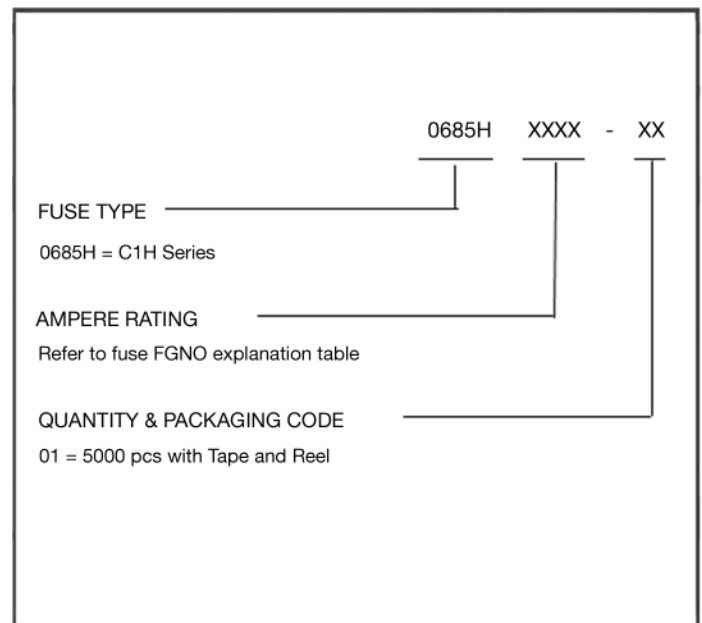 0685H XXXX - XX
FUSE TYPE
0685H = C1H Series
AMPERE RATING
Refer to fuse FGNO explanation table
QUANTITY & PACKAGING CODE
01 = 5000 pcs with Tape and Reel